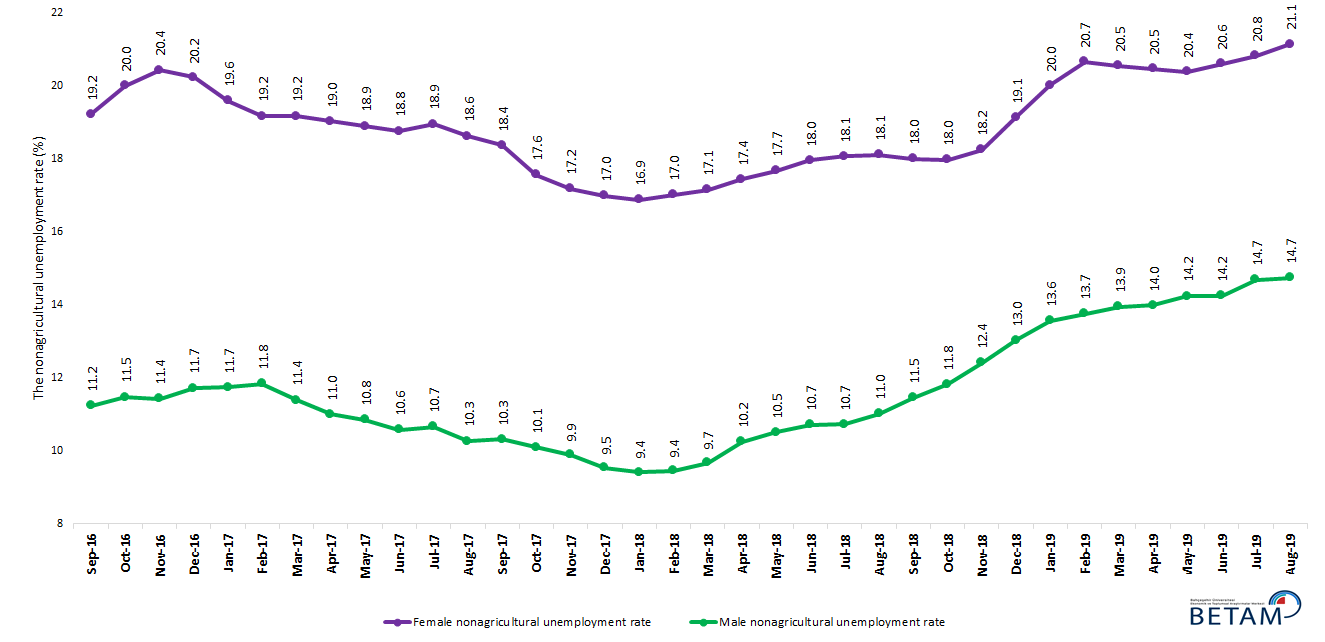 The nonagricultural unemployment rate (%)
22
20
18
16
14
12
10
8
19.2 20.0 20.4 20.2 19.6 19.2 19.2 19.0 18.9 18.8 18.9 18.6 18.4 17.6 17.2 17.0 16.9 17.0 17.1 17.4 17.7 18.0 18.1 18.1 18.0 18.0 18.2 19.1 20.0 20.7 20.5 20.5 20.4 20.6 20.8 21.1
11.2 11.5 11.4 11.7 11.7 11.8 11.4 11.0 10.8 10.6 10.7 10.3 10.3 10.1 9.9 9.5 9.4 9.4 9.7 10.2 10.5 10.7 10.7 11.0 11.5 11.8 12.4 13.0 13.6 13.7 13.9 14.0 14.2 14.2 14.7 14.7
Sep-16 Oct-16 Nov-16 Dec-16 Jan-17 Feb-17 Mar-17 Apr-17 May-17 Jun-17 Jul-17 Aug-17 Sep-17 Oct-17 Nov-17 Dec-17 Jan-18 Feb-18 Mar-18 Apr-18 May-18 Jun-18 Jul-18 Aug-18 Sep-18 Oct-18 Nov-18 Dec-18 Jan-19 Feb-19 Mar-19 Apr-19 May-19 Jun-19 Jul-19 Aug-19
Female nonagricultural unemployment rate Male nonagricultural unemployment rate
Bahçeşehir Üniversitesi
Ekonomik ve Toplumsal Araştırmalar Merkezi
BETAM